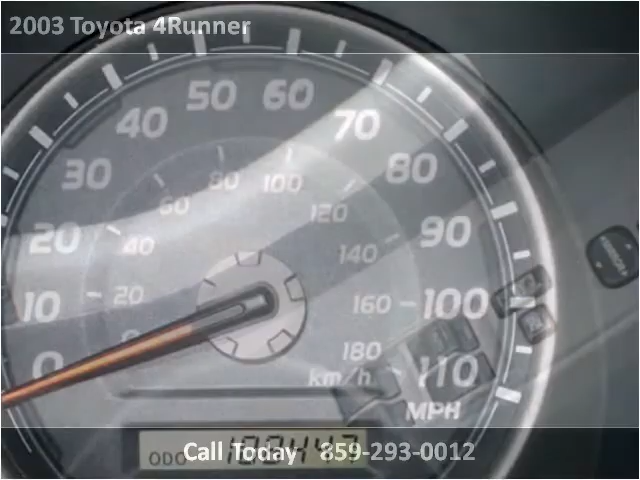 2003 Toyota 4Runner
50 60
40 70
30 80
80 100
60 120
20 90
40 140
10 20 160 100
0 180 110
km/h
MPH
ODO
Call Today 859-293-0012